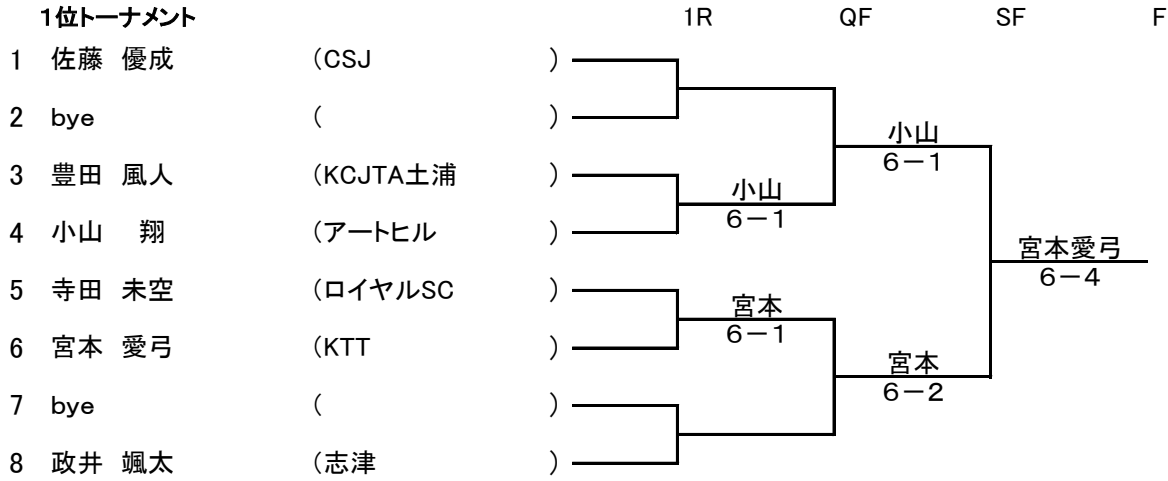 1位トーナメント 1R QF SF F
1 佐藤 優成 (CSJ )
2 bye ( )
小山
6-1
3 豊田 風人 (KCJTA土浦 )
小山
6-1
4 小山 翔 (アートヒル )
宮本愛弓
6-4
5 寺田 未空 (ロイヤルSC )
宮本
6-1
6 宮本 愛弓 (KTT )
宮本
6-2
7 bye ( )
8 政井 颯太 (志津 )